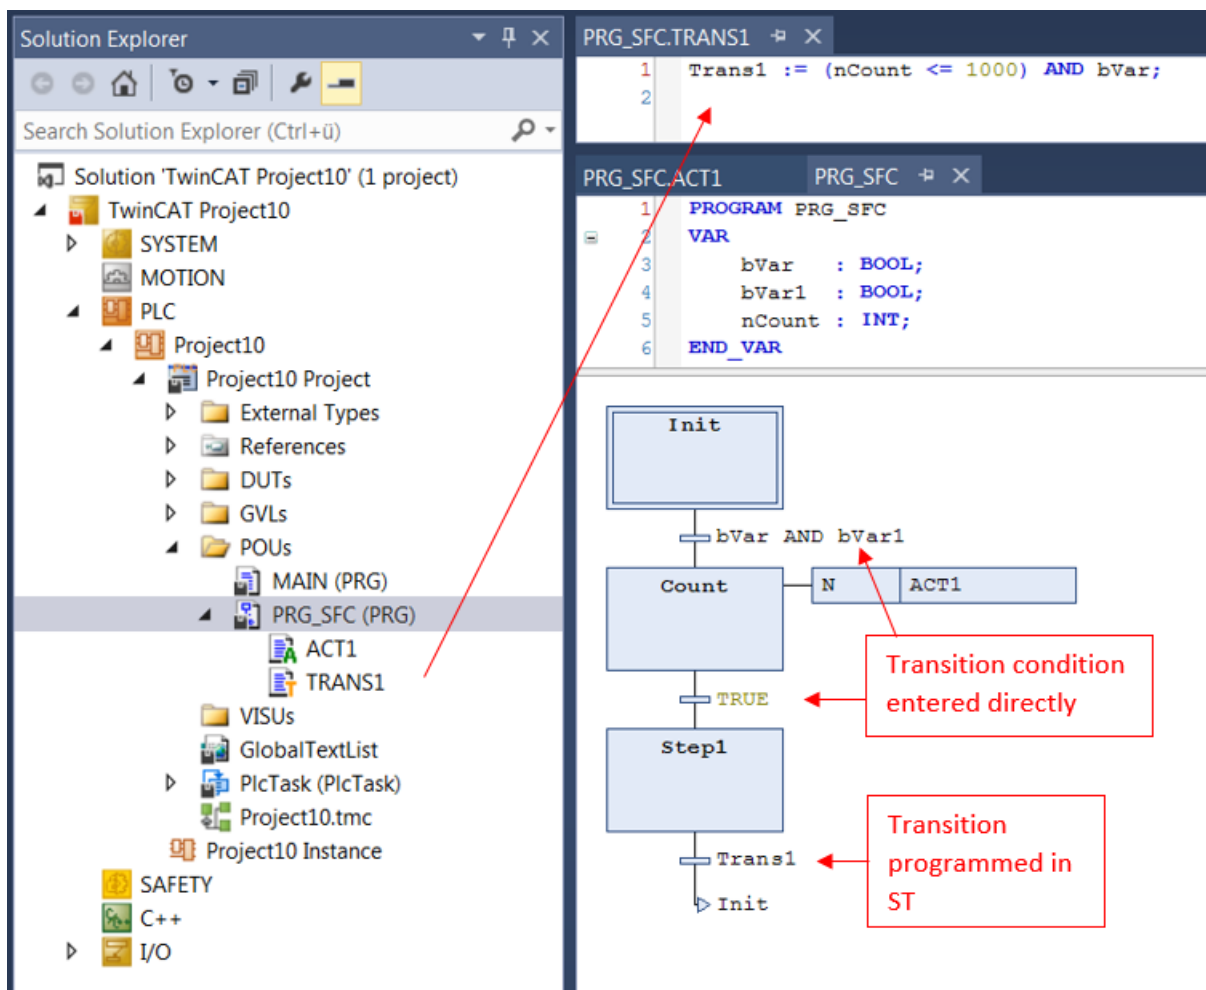 Solution Explorer
Search Solution Explorer (Ctrl+ü)
Solution 'TwinCAT Project10' (1 project)
TwinCAT Project10
SYSTEM
MOTION
PLC
Project10
Project10 Project
External Types
References
DUTs
GVLs
POUs
MAIN (PRG)
PRG_SFC (PRG)
ACT1
TRANS1
VISUs
GlobalTextList
PlcTask (PlcTask)
Project10.tmc
Project10 Instance
SAFETY
C++
I/O
PRG_SFC.TRANS1
1 Trans1 := (nCount <= 1000) AND bVar;
2
PRG_SFC.ACT1 PRG_SFC
1 PROGRAM PRG_SFC
2 VAR
3 bVar : BOOL;
4 bVar1 : BOOL;
5 nCount : INT;
6 END_VAR
Init
bVar AND bVar1
Count N ACT1
Transition condition
entered directly
TRUE
Step1
Transition
programmed in
ST
Trans1
Init